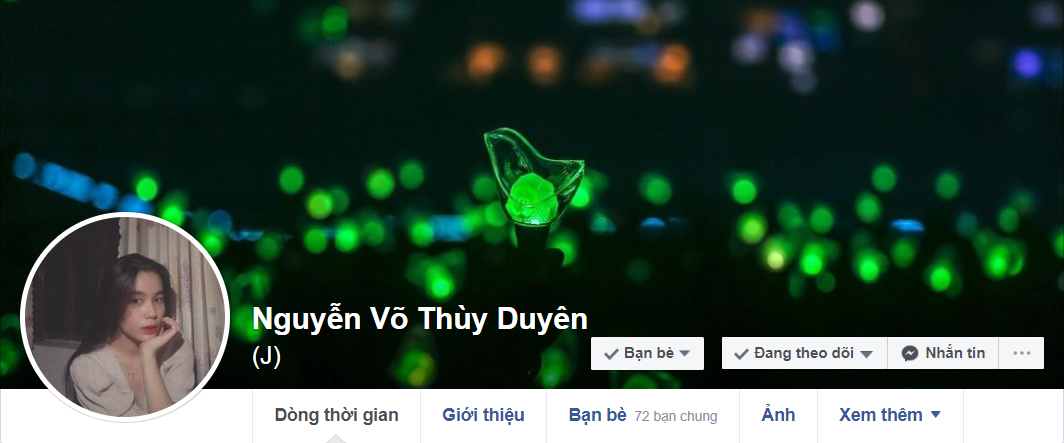 Nguyễn Võ Thùy Duyên
(J)
Bạn bè
Đang theo dõi
Nhắn tin
Dòng thời gian
Giới thiệu
Bạn bè 72 bạn chung
Ảnh
Xem thêm